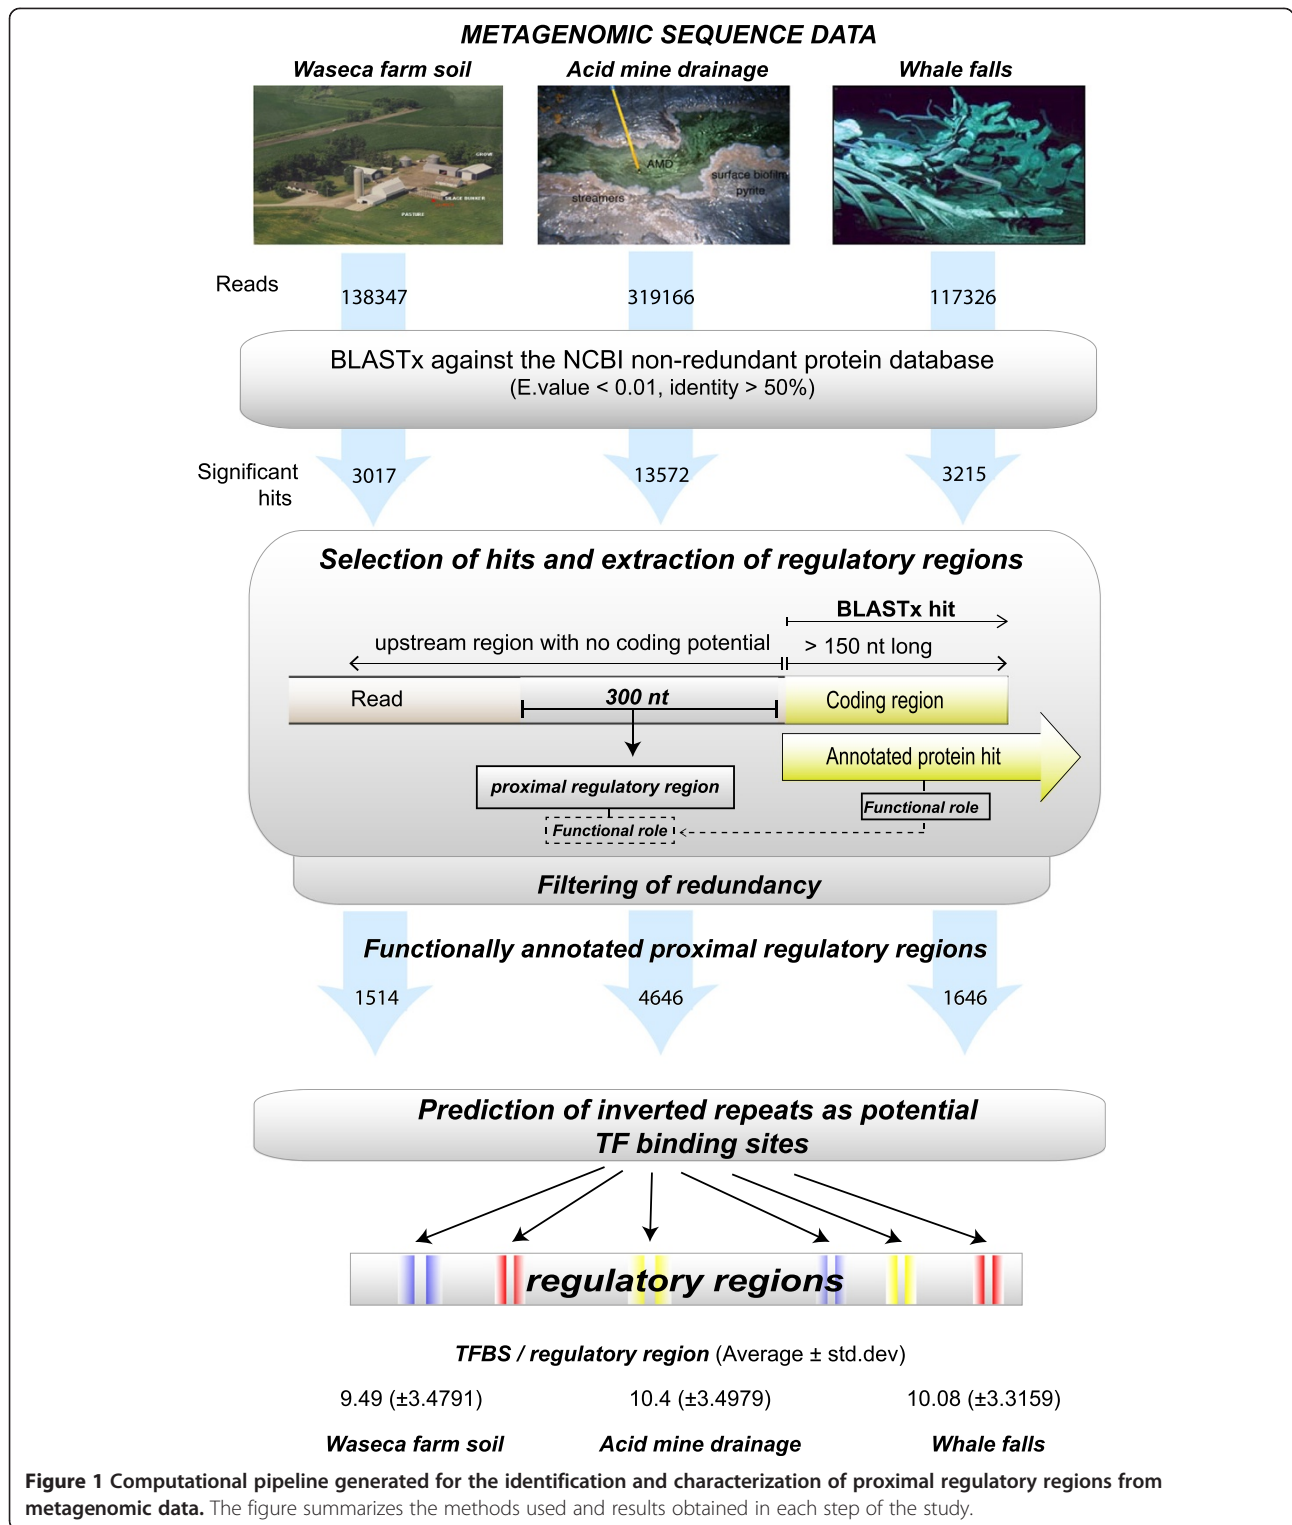 METAGENOMIC SEQUENCE DATA
Waseca farm soil
Acid mine drainage
Whale falls
PASTURE
AMD
surface biofilm
pyrite
streamers
Reads
138347
319166
117326
BLASTx against the NCBI non-redundant protein database
(E.value < 0.01, identity > 50%)
Significant
hits
3017
13572
3215
Selection of hits and extraction of regulatory regions
BLASTx hit
upstream region with no coding potential
> 150 nt long
Read
300 nt
Coding region
Annotated protein hit
proximal regulatory region
Functional role
Functional role
Filtering of redundancy
Functionally annotated proximal regulatory regions
1514
4646
1646
Prediction of inverted repeats as potential
TF binding sites
regulatory regions
TFBS / regulatory region (Average ± std.dev)
9.49 (±3.4791)
10.4 (±3.4979)
10.08 (±3.3159)
Waseca farm soil
Acid mine drainage
Whale falls
Figure 1 Computational pipeline generated for the identification and characterization of proximal regulatory regions from
metagenomic data. The figure summarizes the methods used and results obtained in each step of the study.